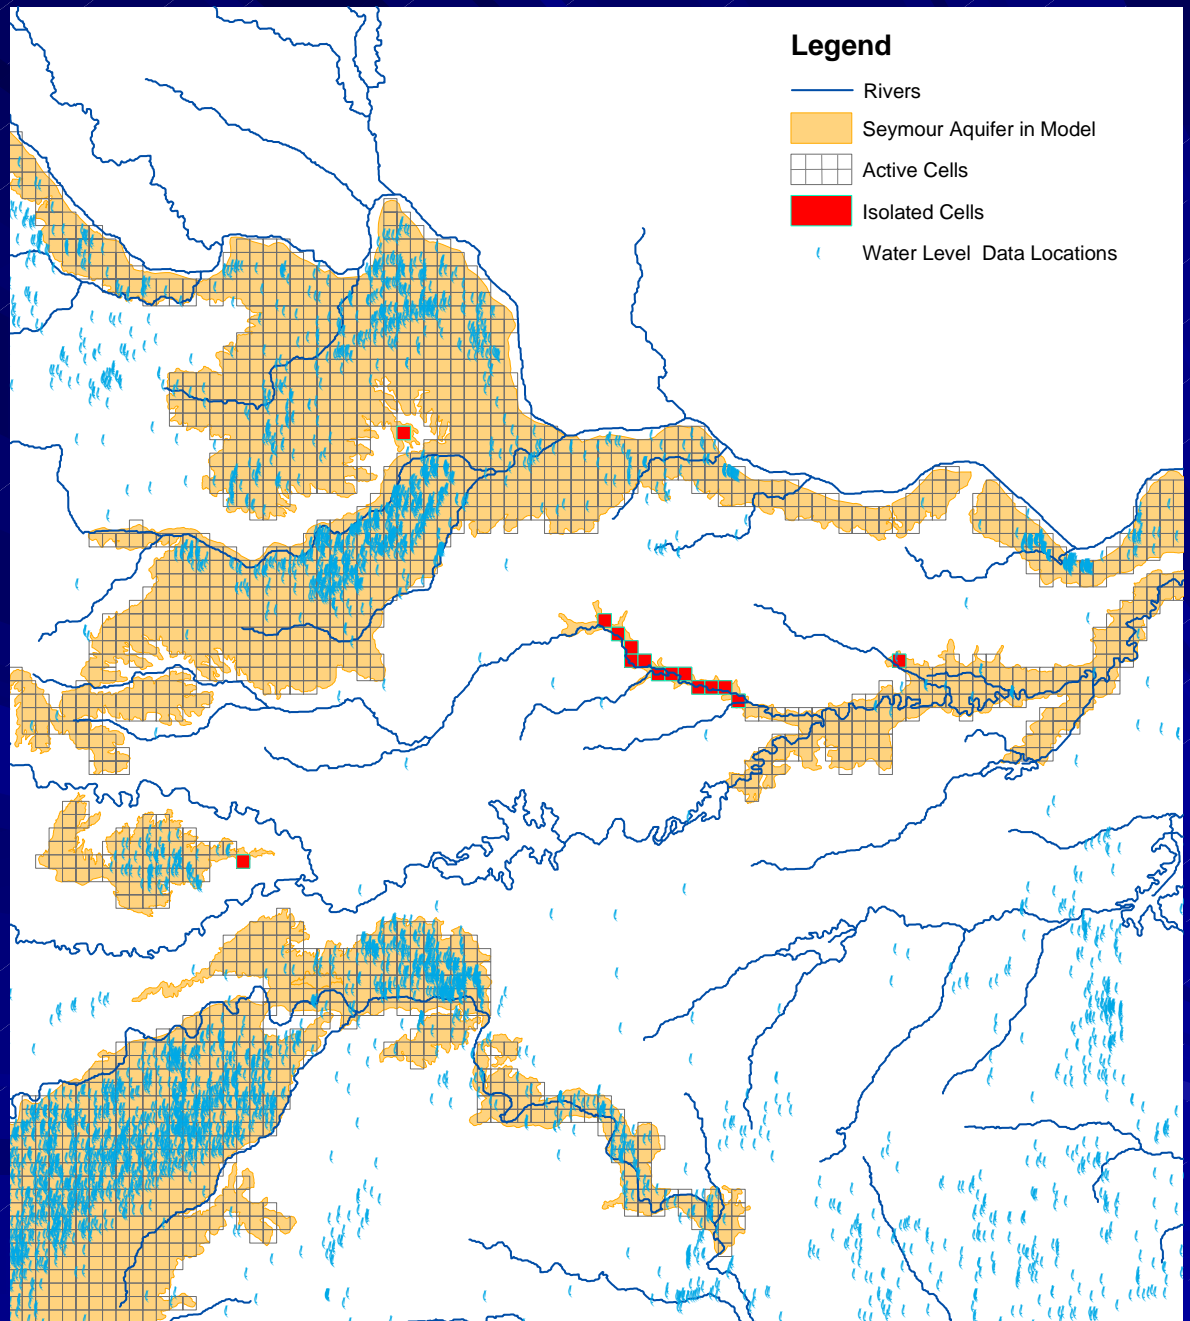 Legend
Rivers
Seymour Aquifer in Model
Active Cells
Isolated Cells
Water Level Data Locations